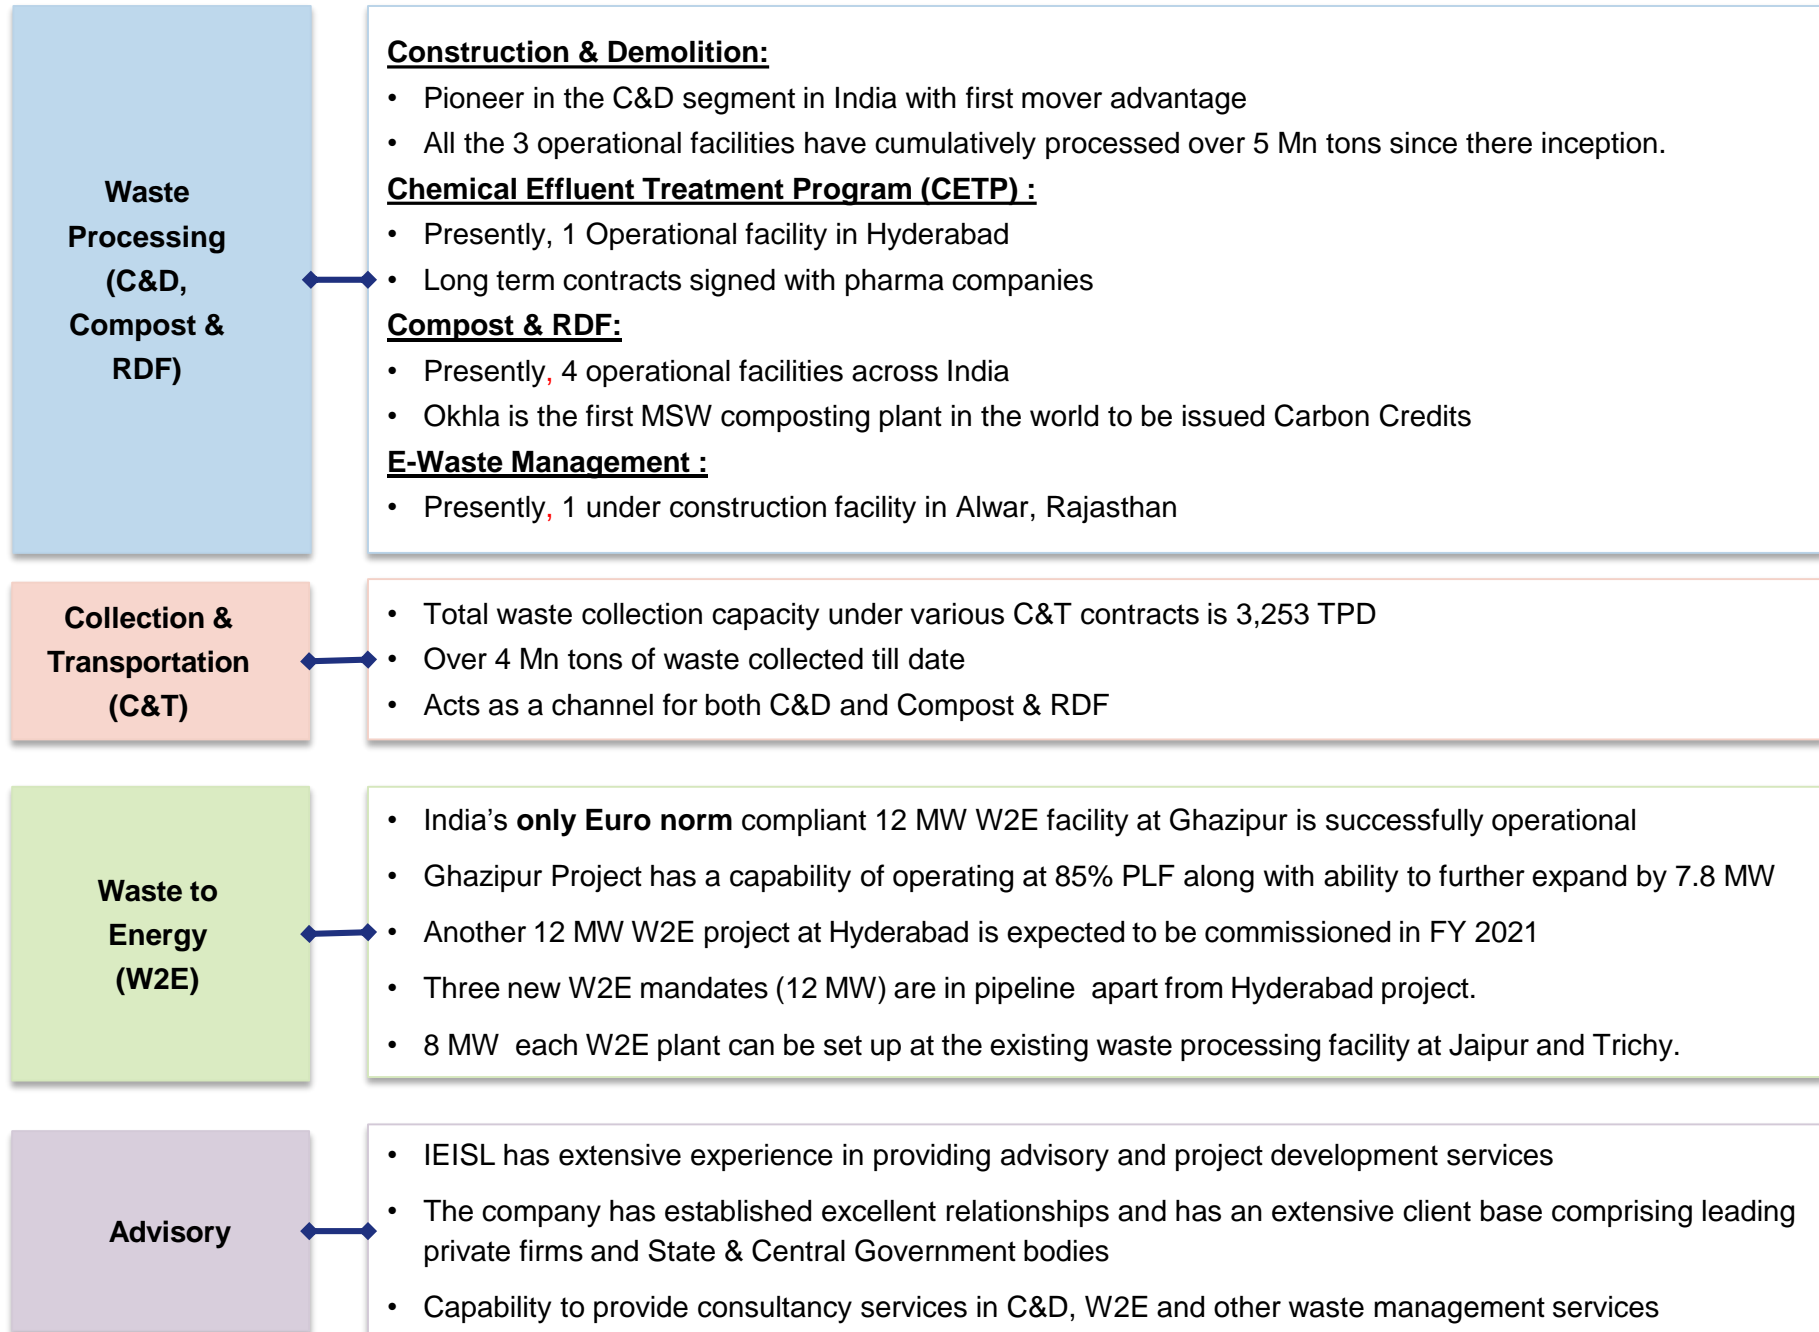 Waste
Processing
(C&D,
Compost &
RDF)
Construction & Demolition:
• Pioneer in the C&D segment in India with first mover advantage
• All the 3 operational facilities have cumulatively processed over 5 Mn tons since there inception.
Chemical Effluent Treatment Program (CETP) :
• Presently, 1 Operational facility in Hyderabad
• Long term contracts signed with pharma companies
Compost & RDF:
• Presently, 4 operational facilities across India
• Okhla is the first MSW composting plant in the world to be issued Carbon Credits
E-Waste Management :
• Presently, 1 under construction facility in Alwar, Rajasthan
Collection &
Transportation
(C&T)
• Total waste collection capacity under various C&T contracts is 3,253 TPD
• Over 4 Mn tons of waste collected till date
• Acts as a channel for both C&D and Compost & RDF
Waste to
Energy
(W2E)
• India’s only Euro norm compliant 12 MW W2E facility at Ghazipur is successfully operational
• Ghazipur Project has a capability of operating at 85% PLF along with ability to further expand by 7.8 MW
• Another 12 MW W2E project at Hyderabad is expected to be commissioned in FY 2021
• Three new W2E mandates (12 MW) are in pipeline apart from Hyderabad project.
• 8 MW each W2E plant can be set up at the existing waste processing facility at Jaipur and Trichy.
Advisory
• IEISL has extensive experience in providing advisory and project development services
• The company has established excellent relationships and has an extensive client base comprising leading
private firms and State & Central Government bodies
• Capability to provide consultancy services in C&D, W2E and other waste management services